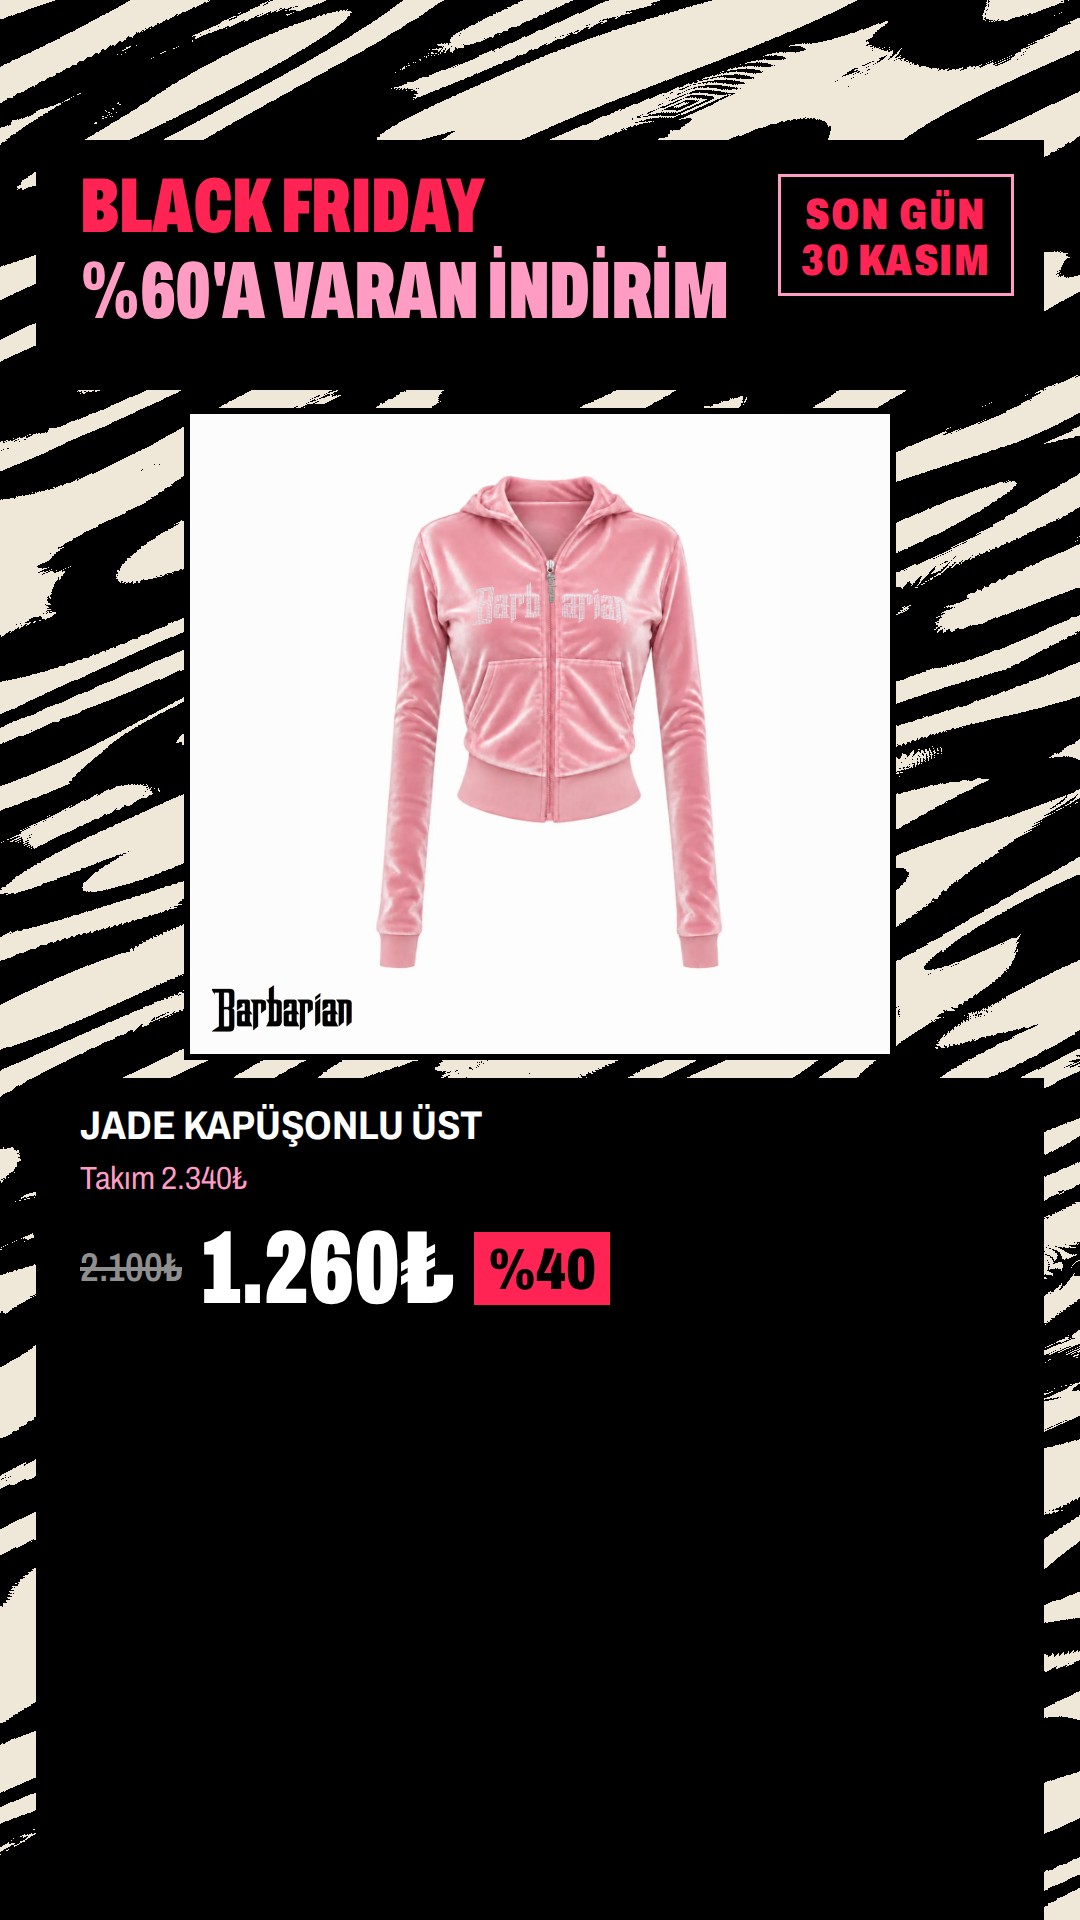 BLACK FRIDAY
%60'A VARAN İNDİRİM
SON GÜN
30 KASIM
Barbarian
Barbarian
JADE KAPÜŞONLU ÜST
Takım 2.340₺
2.100₺ 1.260₺ %40